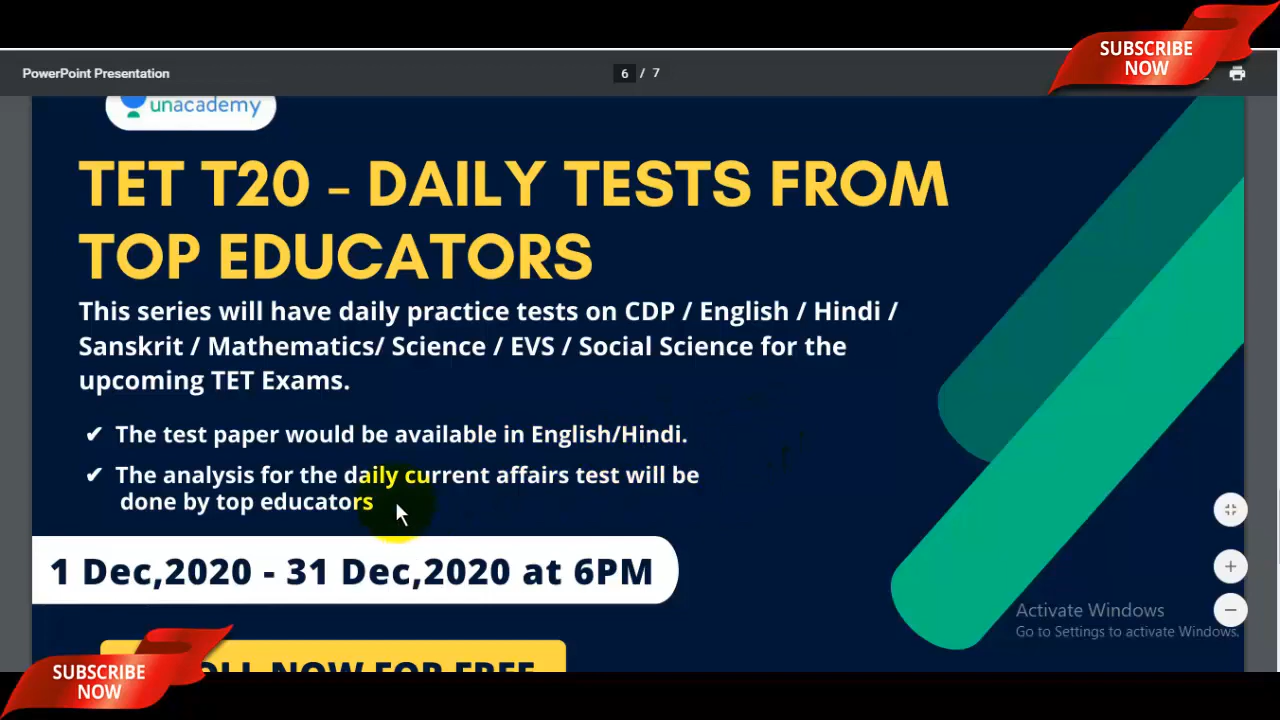 SUBSCRIBE
NOW
PowerPoint Presentation
6 / 7
unacademy
TET T20 - DAILY TESTS FROM
TOP EDUCATORS
This series will have daily practice tests on CDP / English / Hindi /
Sanskrit / Mathematics/ Science / EVS / Social Science for the
upcoming TET Exams.
✔ The test paper would be available in English/Hindi.
✔ The analysis for the daily current affairs test will be
done by top educators
1 Dec,2020 - 31 Dec,2020 at 6PM
Activate Windows
Go to Settings to activate Windows.
NOW FOR FREE
SUBSCRIBE
NOW